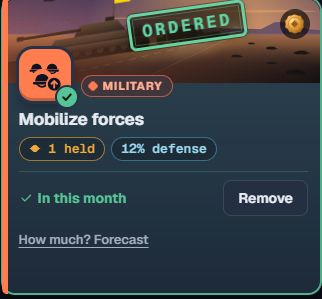 ORDERED
MILITARY
Mobilize forces
1 held
12% defense
In this month
Remove
How much? Forecast